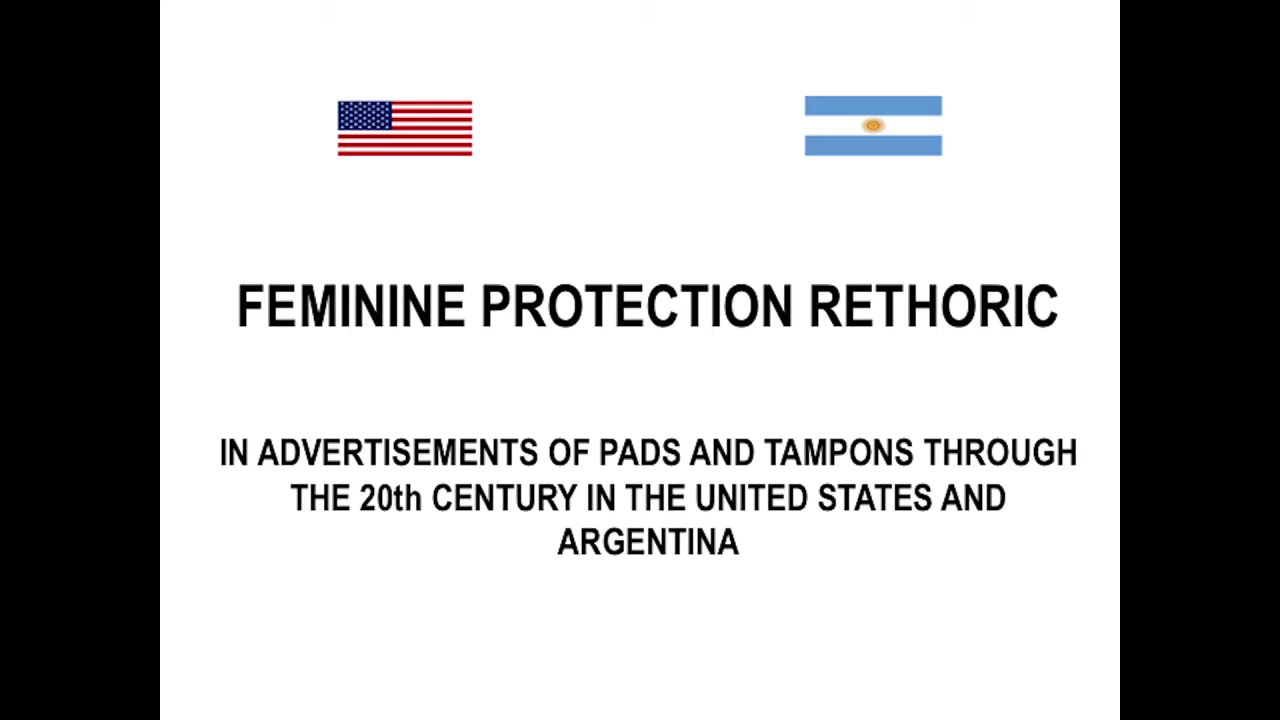 FEMININE PROTECTION RETHORIC
IN ADVERTISEMENTS OF PADS AND TAMPONS THROUGH
THE 20th CENTURY IN THE UNITED STATES AND
ARGENTINA